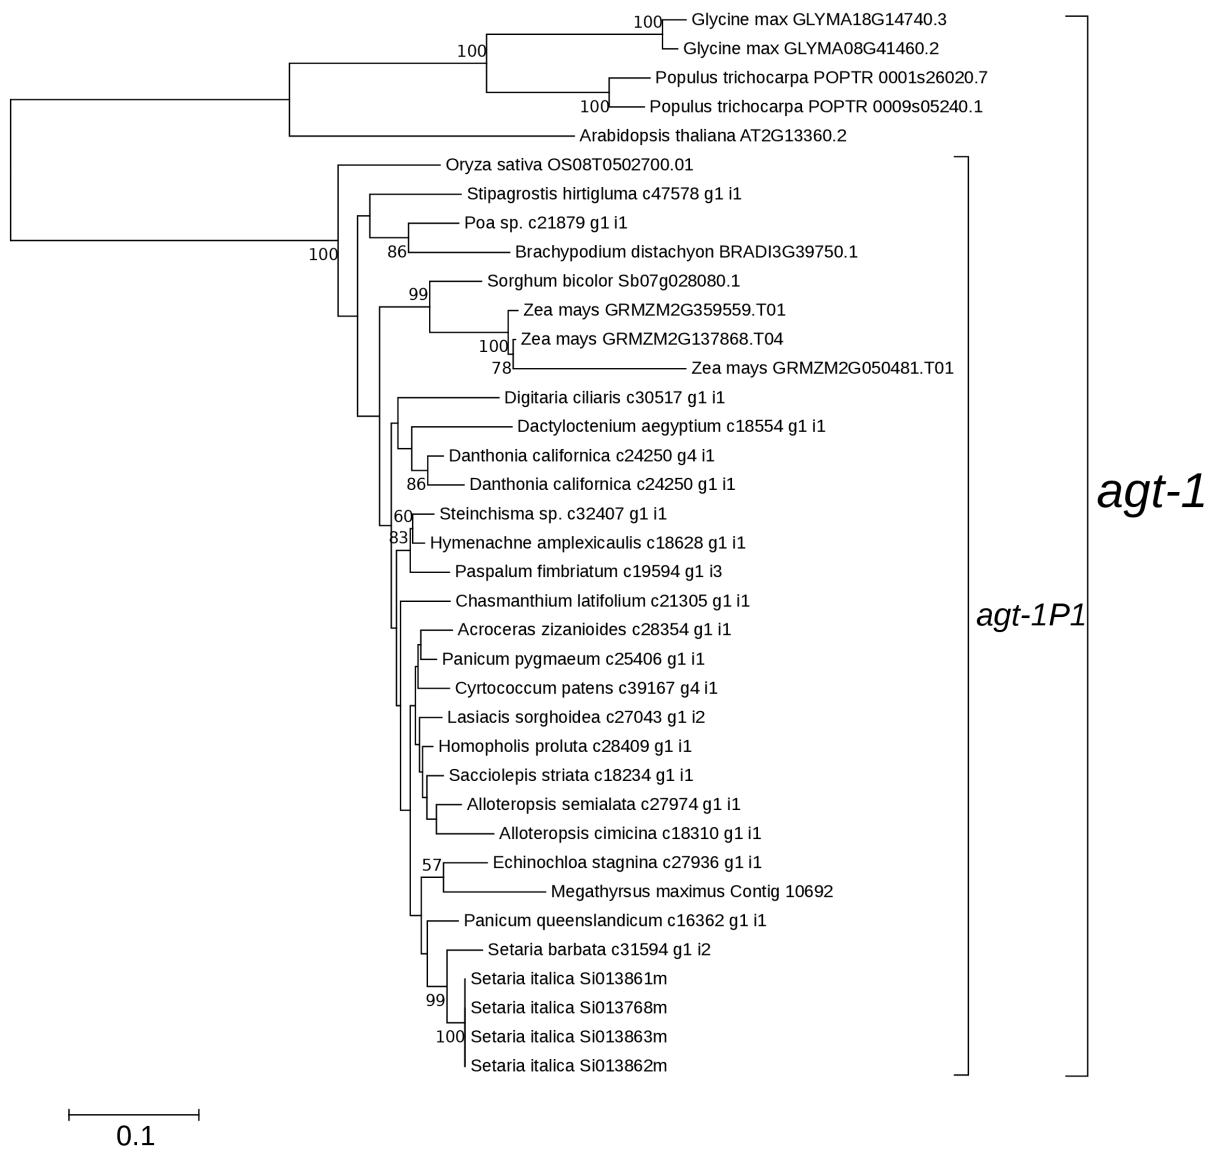 100
Glycine max GLYMA18G14740.3
100
Glycine max GLYMA08G41460.2
Populus trichocarpa POPTR 0001s26020.7
100
Populus trichocarpa POPTR 0009s05240.1
Arabidopsis thaliana AT2G13360.2
Oryza sativa OS08T0502700.01
Stipagrostis hirtigluma c47578 g1 i1
Poa sp. c21879 g1 i1
100
86
Brachypodium distachyon BRADI3G39750.1
Sorghum bicolor Sb07g028080.1
99
Zea mays GRMZM2G359559.T01
Zea mays GRMZM2G137868.T04
100
78
Zea mays GRMZM2G050481.T01
Digitaria ciliaris c30517 g1 i1
Dactyloctenium aegyptium c18554 g1 i1
Danthonia californica c24250 g4 i1
86
Danthonia californica c24250 g1 i1
agt-1
60
Steinchisma sp. c32407 g1 i1
83
Hymenachne amplexicaulis c18628 g1 i1
Paspalum fimbriatum c19594 g1 i3
Chasmanthium latifolium c21305 g1 i1
agt-1P1
Acroceras zizanioides c28354 g1 i1
Panicum pygmaeum c25406 g1 i1
Cyrtococcum patens c39167 g4 i1
Lasiacis sorghoidea c27043 g1 i2
Homopholis proluta c28409 g1 i1
Sacciolepis striata c18234 g1 i1
Alloteropsis semialata c27974 g1 i1
Alloteropsis cimicina c18310 g1 i1
57
Echinochloa stagnina c27936 g1 i1
Megathyrsus maximus Contig 10692
Panicum queenslandicum c16362 g1 i1
Setaria barbata c31594 g1 i2
Setaria italica Si013861m
99
Setaria italica Si013768m
100
Setaria italica Si013863m
Setaria italica Si013862m
0.1